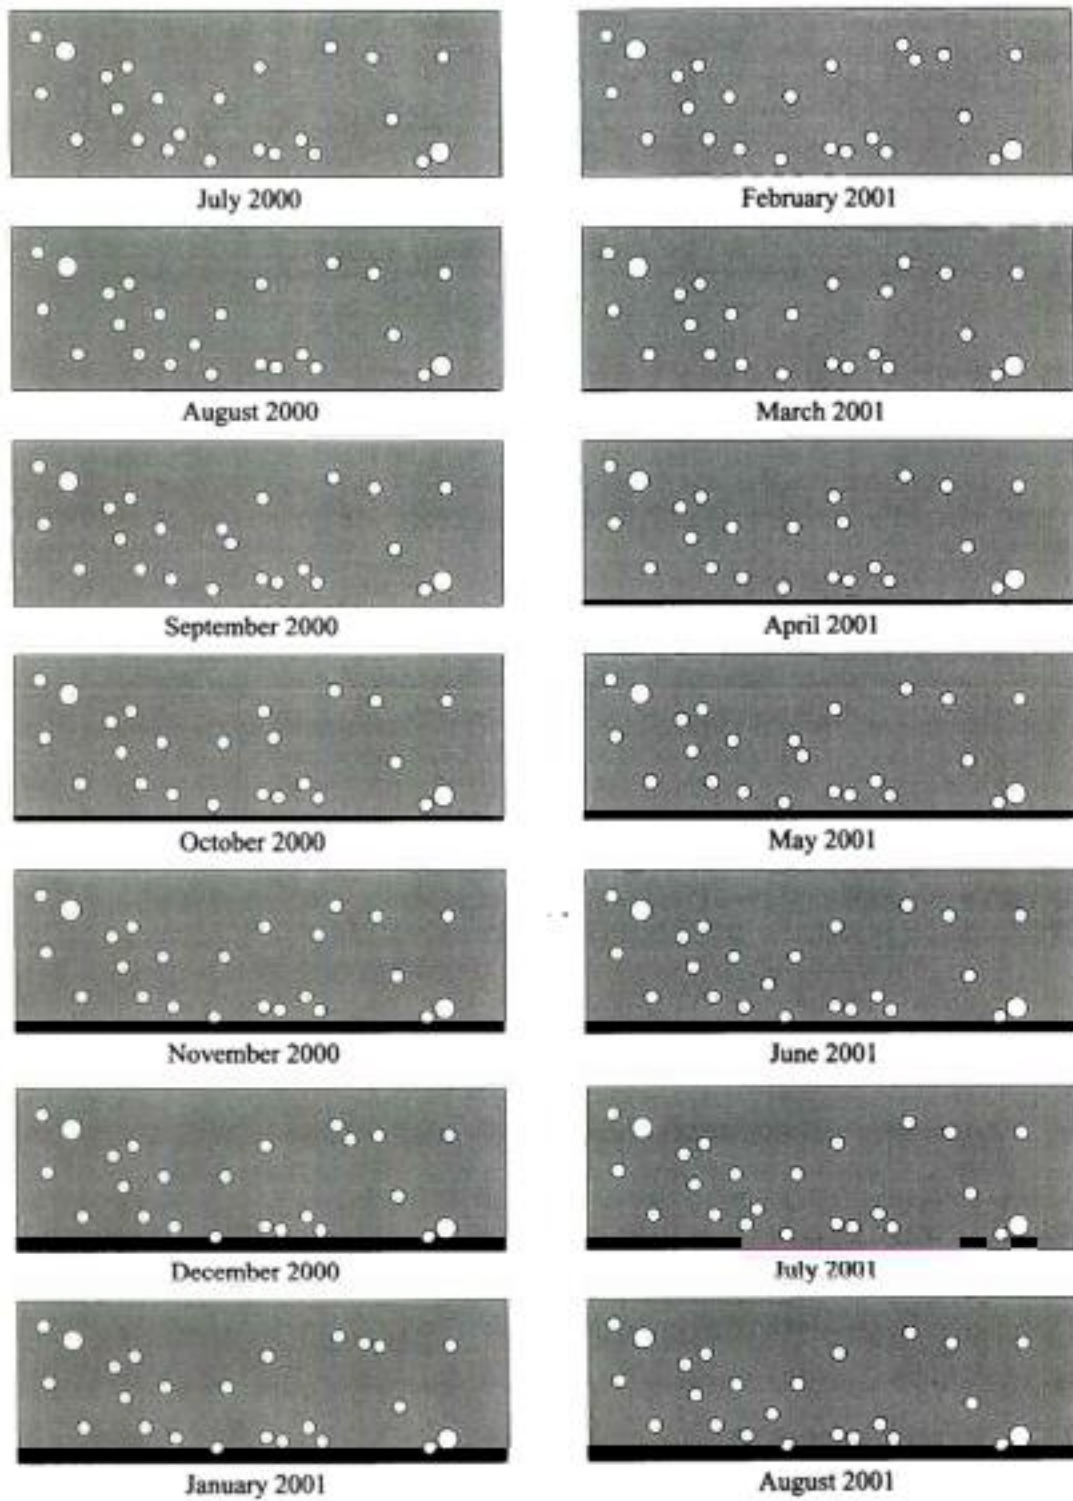 July 2000
February 2001
August 2000
March 2001
September 2000
April 2001
October 2000
May 2001
November 2000
June 2001
December 2000
July 2001
January 2001
August 2001